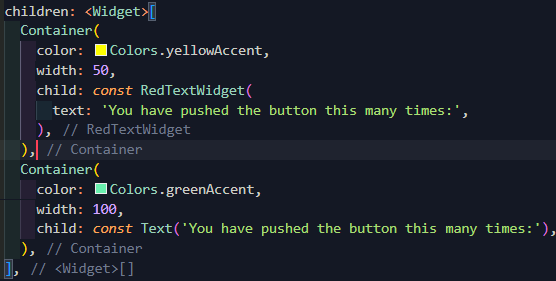 children: <Widget>[
Container(
color: Colors.yellowAccent,
width: 50,
child: const RedTextWidget(
text: 'You have pushed the button this many times:',
), // RedTextWidget
), // Container
Container(
color: Colors.greenAccent,
width: 100,
child: const Text('You have pushed the button this many times:'),
), // Container
], // <Widget>[]